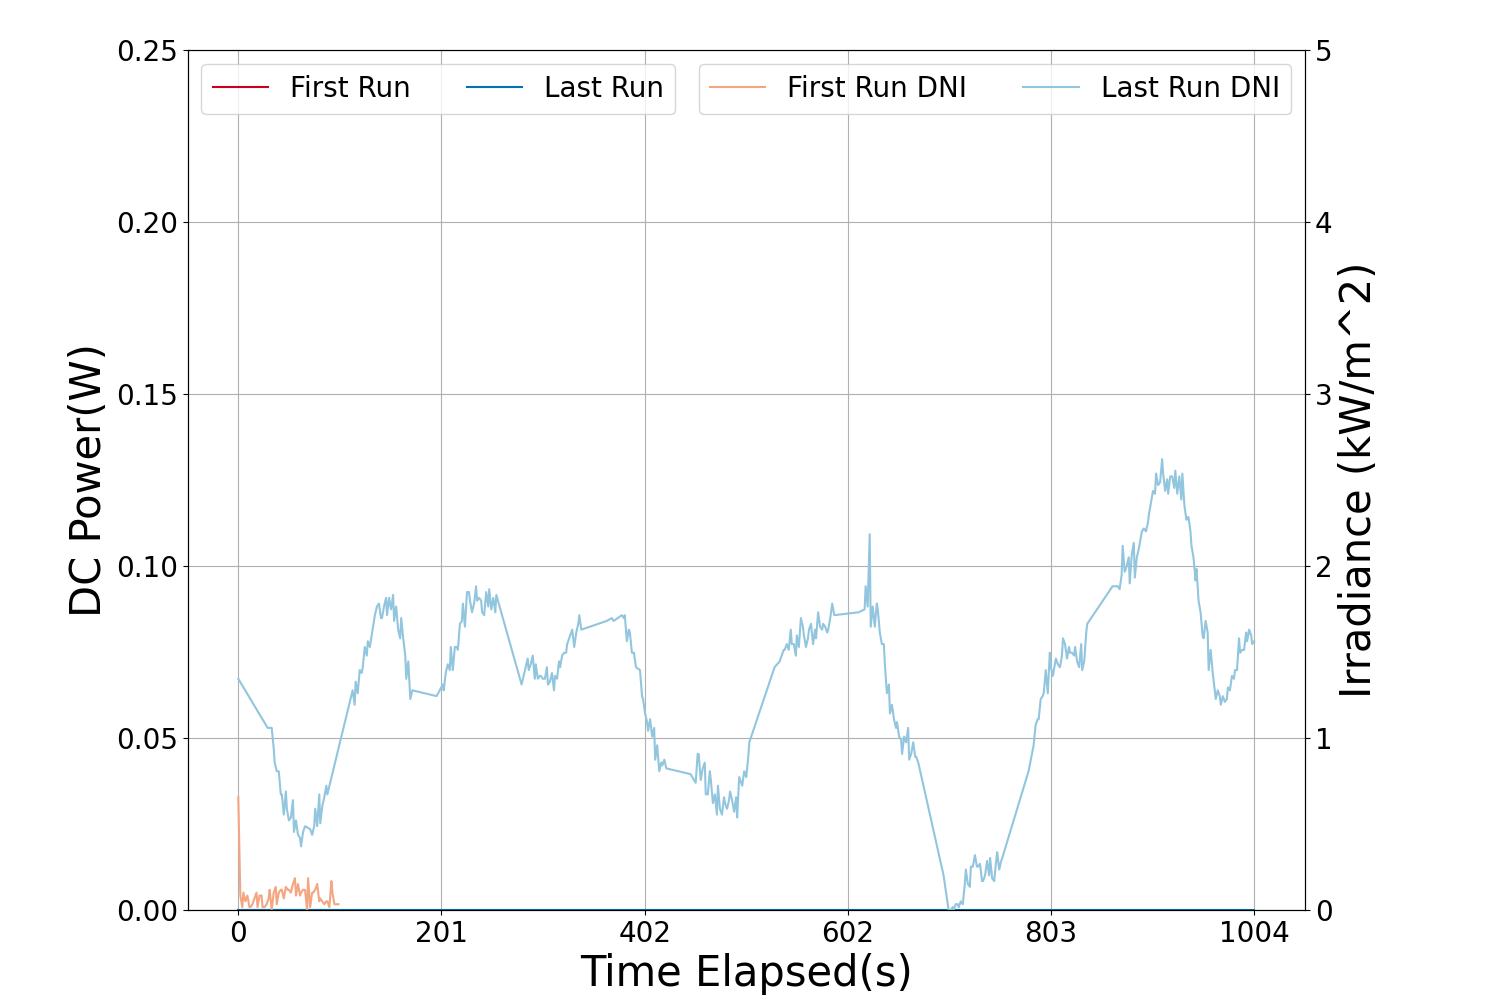 First Run
Last Run
First Run DNI
Last Run DNI
DC Power(W)
0.25
0.20
0.15
0.10
0.05
0.00
5
4
3
2
1
0
Irradiance (kW/m^2)
0
201
402
602
803
1004
Time Elapsed(s)